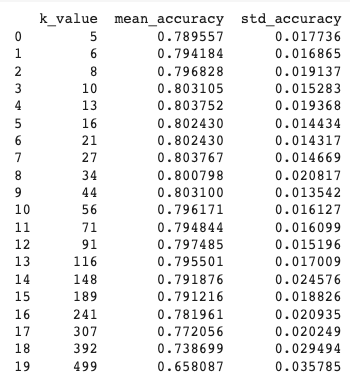 k_value mean_accuracy std_accuracy
0 5 0.789557 0.017736
1 6 0.794184 0.016865
2 8 0.796828 0.019137
3 10 0.803105 0.015283
4 13 0.803752 0.019368
5 16 0.802430 0.014434
6 21 0.802430 0.014317
7 27 0.803767 0.014669
8 34 0.800798 0.020817
9 44 0.803100 0.013542
10 56 0.796171 0.016127
11 71 0.794844 0.016099
12 91 0.797485 0.015196
13 116 0.795501 0.017009
14 148 0.791876 0.024576
15 189 0.791216 0.018826
16 241 0.781961 0.020935
17 307 0.772056 0.020249
18 392 0.738699 0.029494
19 499 0.658087 0.035785